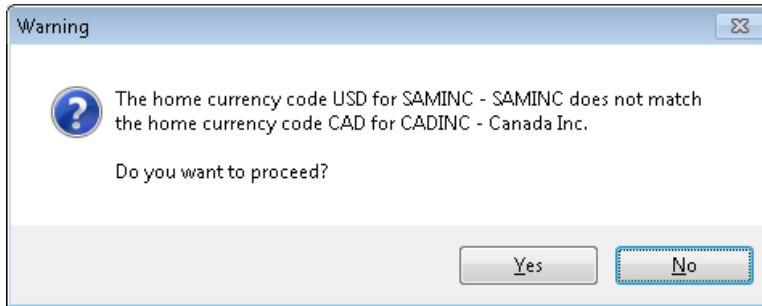 Warning
The home currency code USD for SAMINC - SAMINC does not match
the home currency code CAD for CADINC - Canada Inc.
Do you want to proceed?
Yes
No